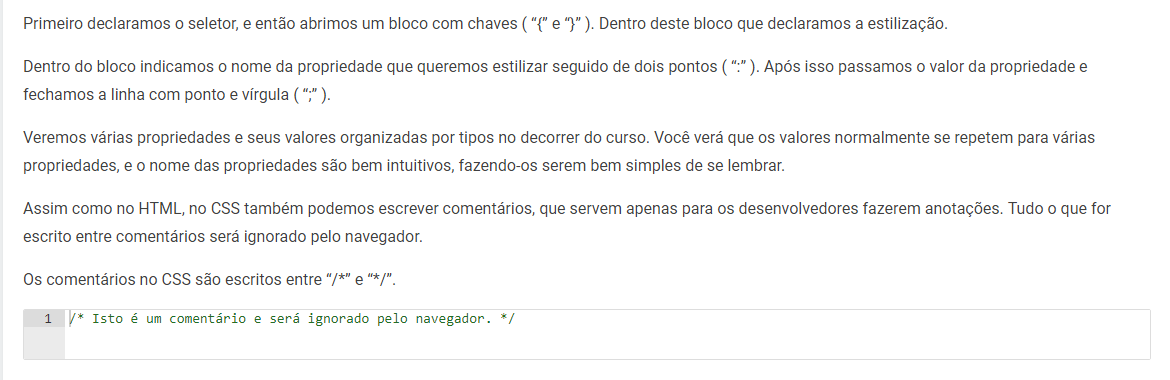 Primeiro declaramos o seletor, e então abrimos um bloco com chaves ( “{” e “}” ). Dentro deste bloco que declaramos a estilização.
Dentro do bloco indicamos o nome da propriedade que queremos estilizar seguido de dois pontos ( “:” ). Após isso passamos o valor da propriedade e
fechamos a linha com ponto e vírgula ( “;” ).
Veremos várias propriedades e seus valores organizadas por tipos no decorrer do curso. Você verá que os valores normalmente se repetem para várias
propriedades, e o nome das propriedades são bem intuitivos, fazendo-os serem bem simples de se lembrar.
Assim como no HTML, no CSS também podemos escrever comentários, que servem apenas para os desenvolvedores fazerem anotações. Tudo o que for
escrito entre comentários será ignorado pelo navegador.
Os comentários no CSS são escritos entre “/*” e “*/”.
1 /* Isto é um comentário e será ignorado pelo navegador. */